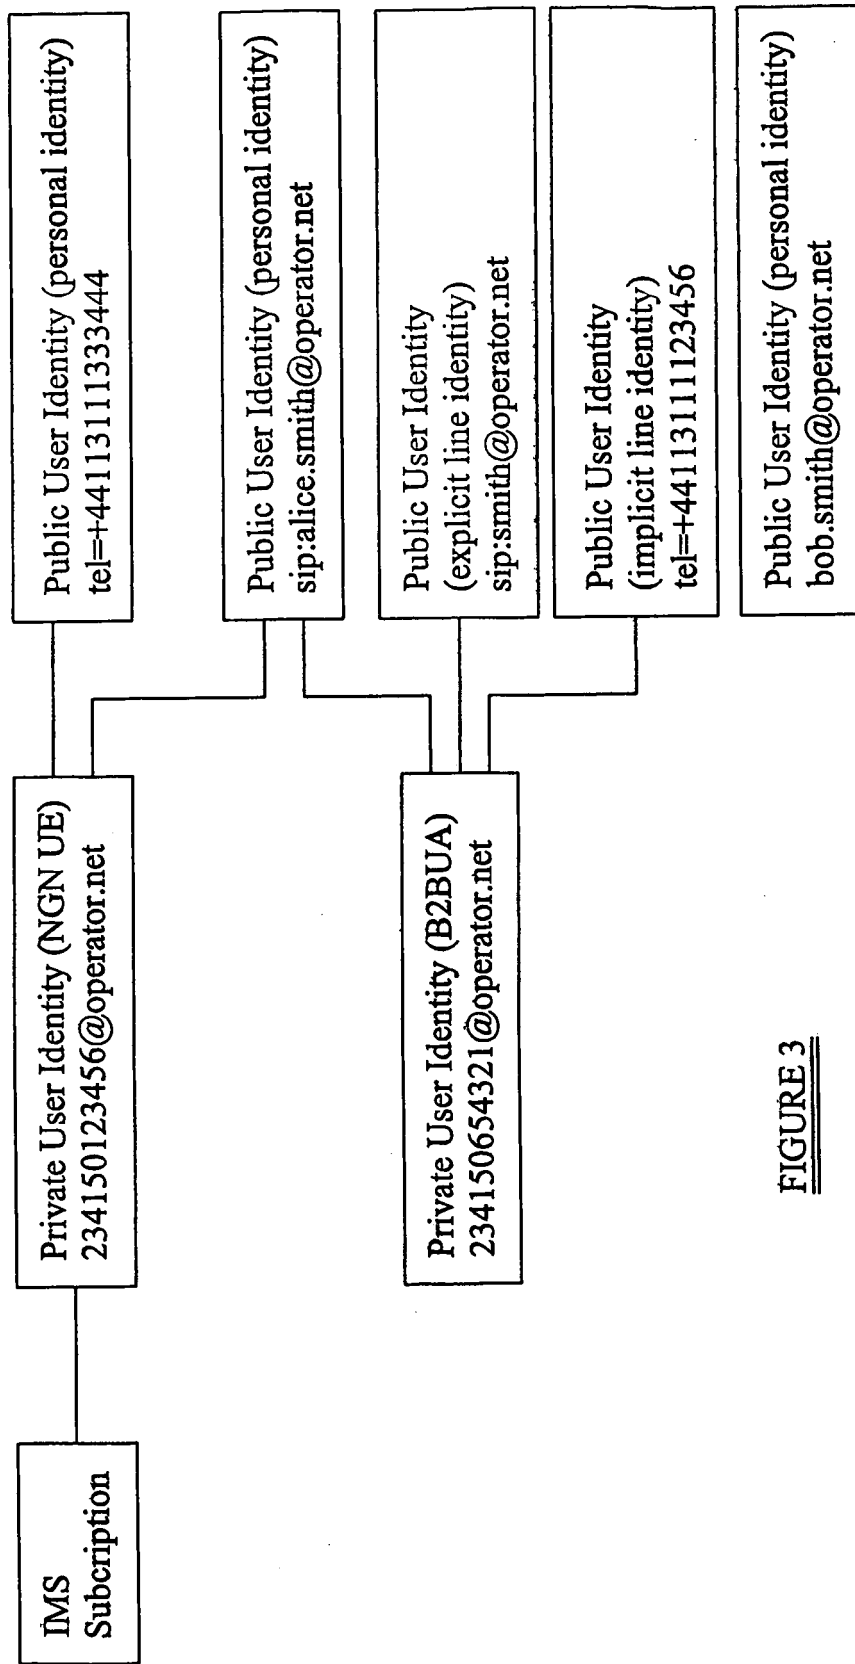 IMS
Subcription
Private User Identity (NGN UE)
234150123456@operator.net
Private User Identity (B2BUA)
234150654321@operator.net
Public User Identity (personal identity)
tel=+441131111333444
Public User Identity (personal identity)
sip:alice.smith@operator.net
Public User Identity
(explicit line identity)
sip:smith@operator.net
Public User Identity
(implicit line identity)
tel=+441131111123456
Public User Identity (personal identity)
bob.smith@operator.net
FIGURE 3